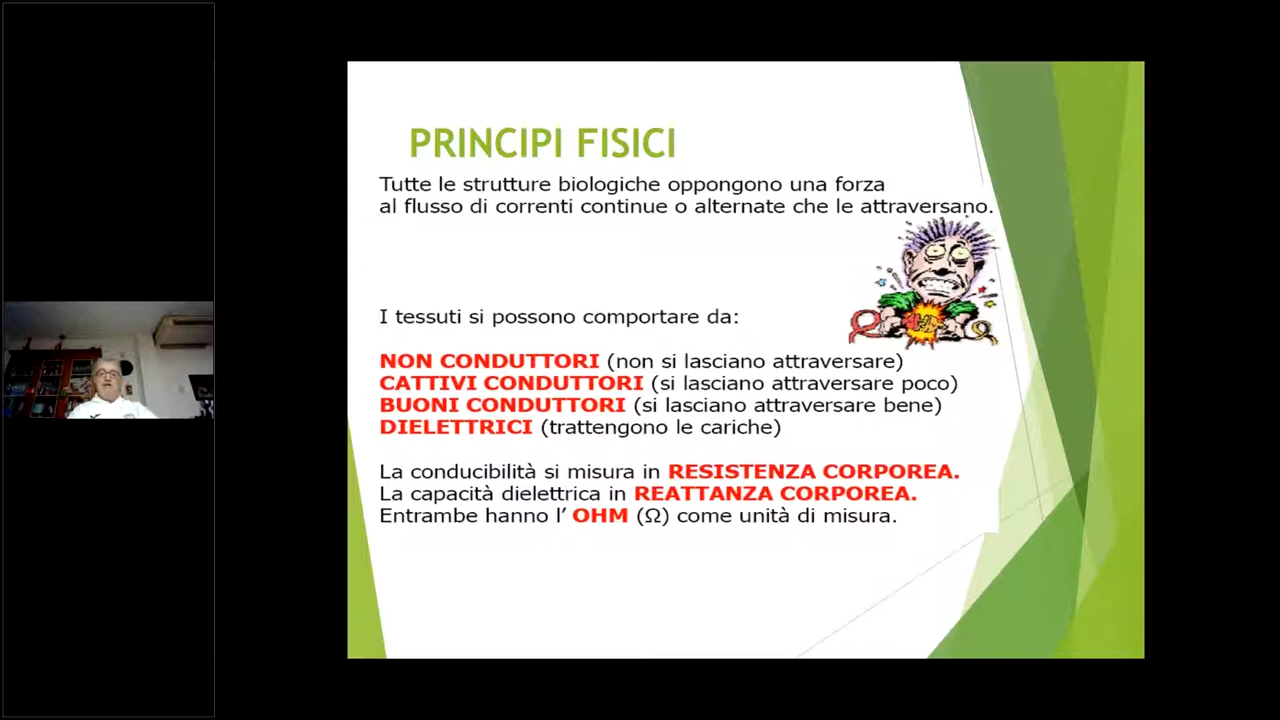 PRINCIPI FISICI
Tutte le strutture biologiche oppongono una forza
al flusso di correnti continue o alternate che le attraversano.
I tessuti si possono comportare da:
NON CONDUTTORI (non si lasciano attraversare)
CATTIVI CONDUTTORI (si lasciano attraversare poco)
BUONI CONDUTTORI (si lasciano attraversare bene)
DIELETTRICI (trattengono le cariche)
La conducibilità si misura in RESISTENZA CORPOREA.
La capacità dielettrica in REATTANZA CORPOREA.
Entrambe hanno l’ OHM (Ω) come unità di misura.